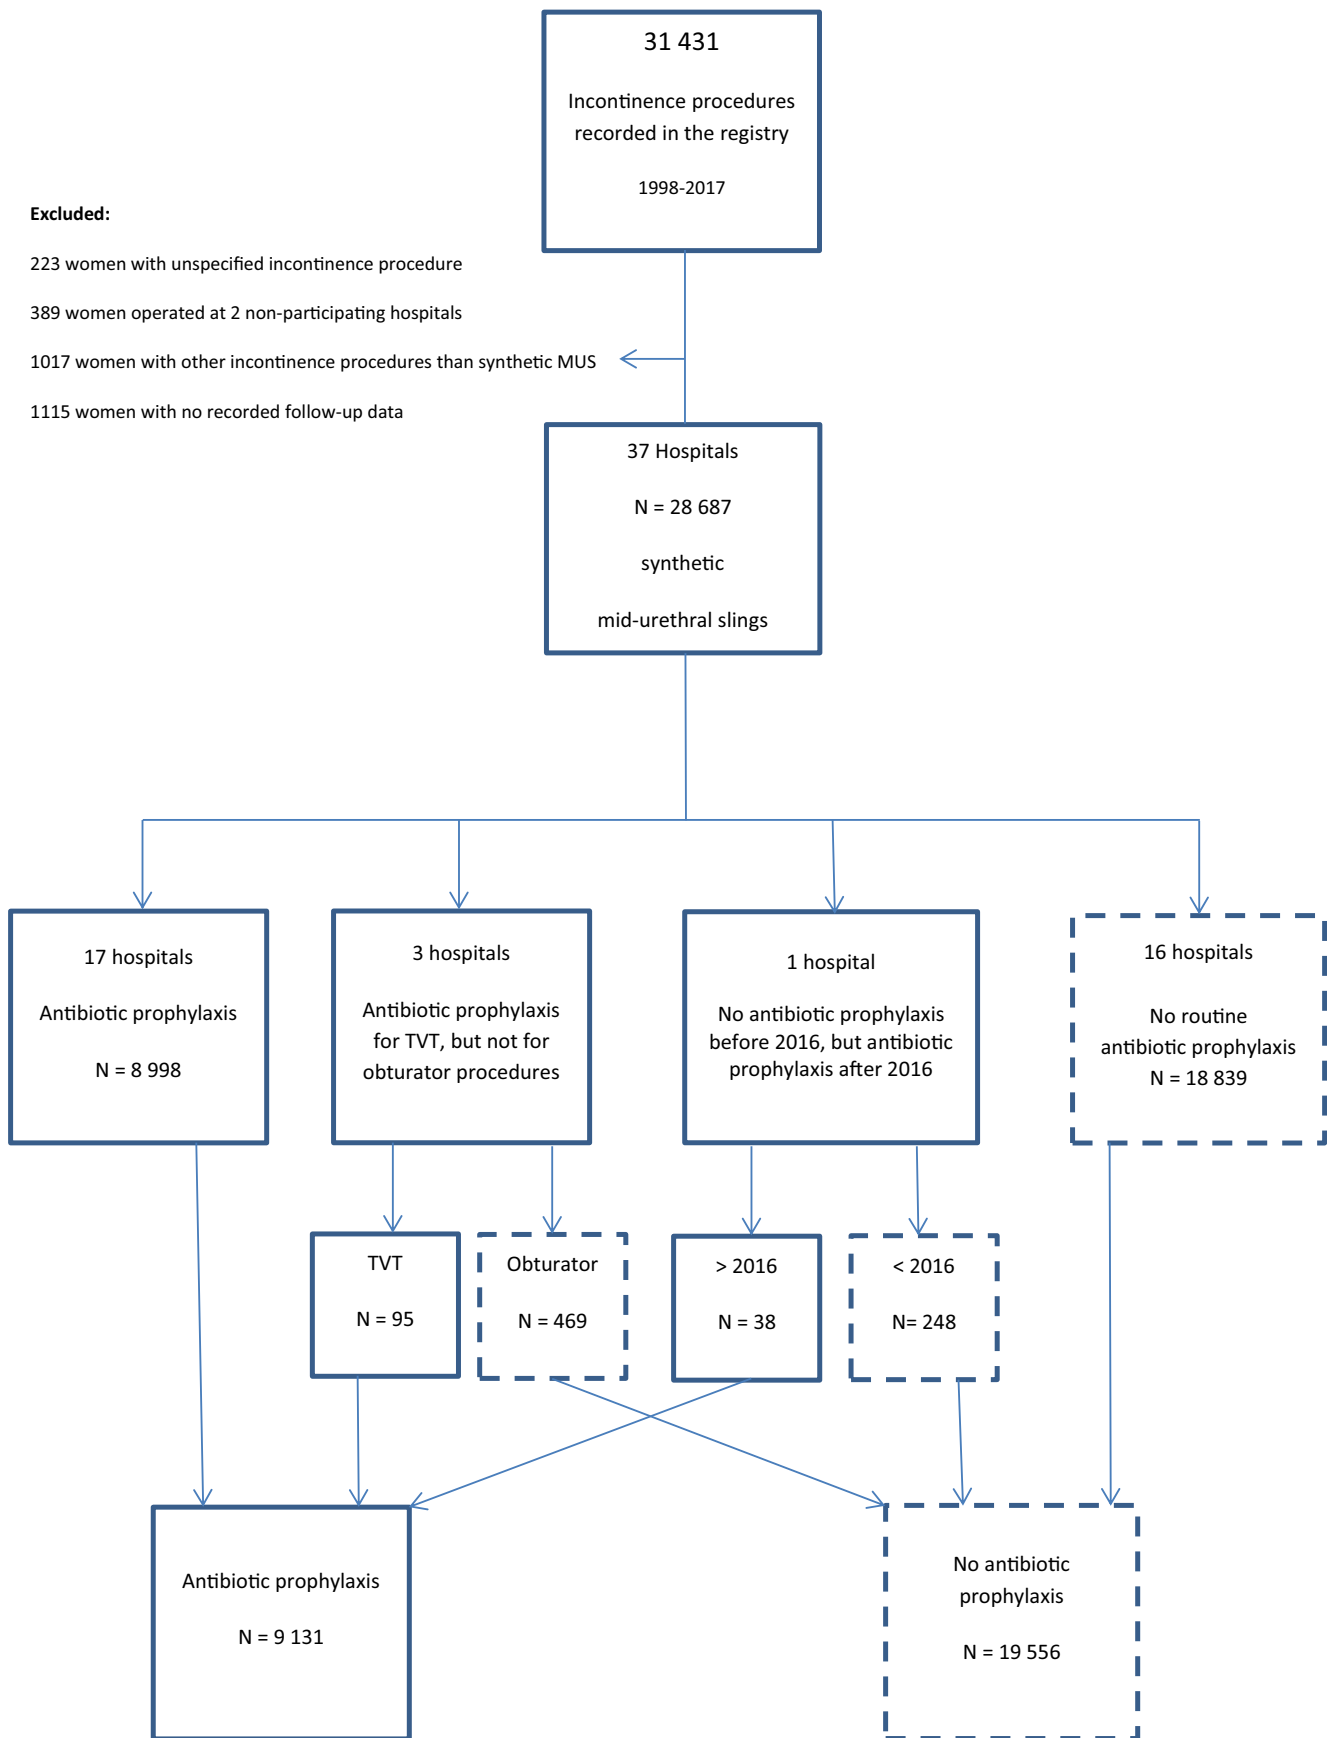 31 431
Incontinence procedures
recorded in the registry
1998-2017
Excluded:
223 women with unspecified incontinence procedure
389 women operated at 2 non-participating hospitals
1017 women with other incontinence procedures than synthetic MUS
1115 women with no recorded follow-up data
37 Hospitals
N = 28 687
synthetic
mid-urethral slings
17 hospitals
Antibiotic prophylaxis
N = 8 998
3 hospitals
Antibiotic prophylaxis
for TVT, but not for
obturator procedures
1 hospital
No antibiotic prophylaxis
before 2016, but antibiotic
prophylaxis after 2016
16 hospitals
No routine
antibiotic prophylaxis
N = 18 839
TVT
N = 95
Obturator
N = 469
> 2016
N = 38
< 2016
N= 248
Antibiotic prophylaxis
N = 9 131
No antibiotic
prophylaxis
N = 19 556